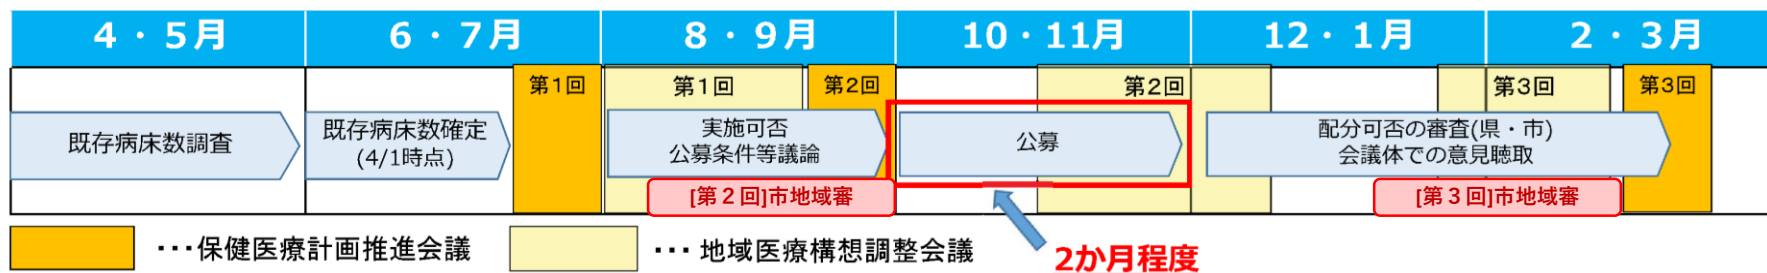 4・5月
6・7月
8・9月
10・11月
12・1月
2・3月
第1回
第1回
第2回
第2回
第3回
第3回
既存病床数調査
既存病床数確定
(4/1時点)
実施可否
公募条件等議論
公募
配分可否の審査(県・市)
会議体での意見聴取
[第2回]市地域審
[第3回]市地域審
･･･保健医療計画推進会議
･･･地域医療構想調整会議
2か月程度